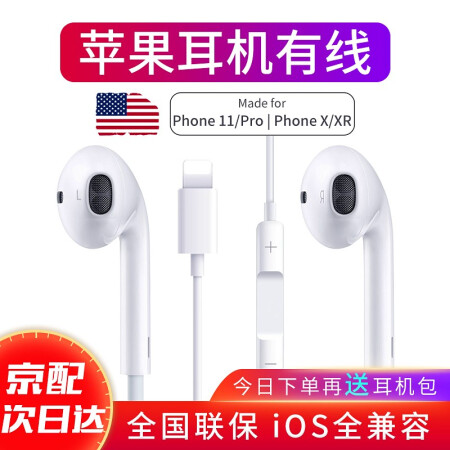 苹果耳机有线
Made for
Phone 11/Pro | Phone X/XR
L
R
+
京配
次日达
今日下单再送耳机包
全国联保 iOS全兼容